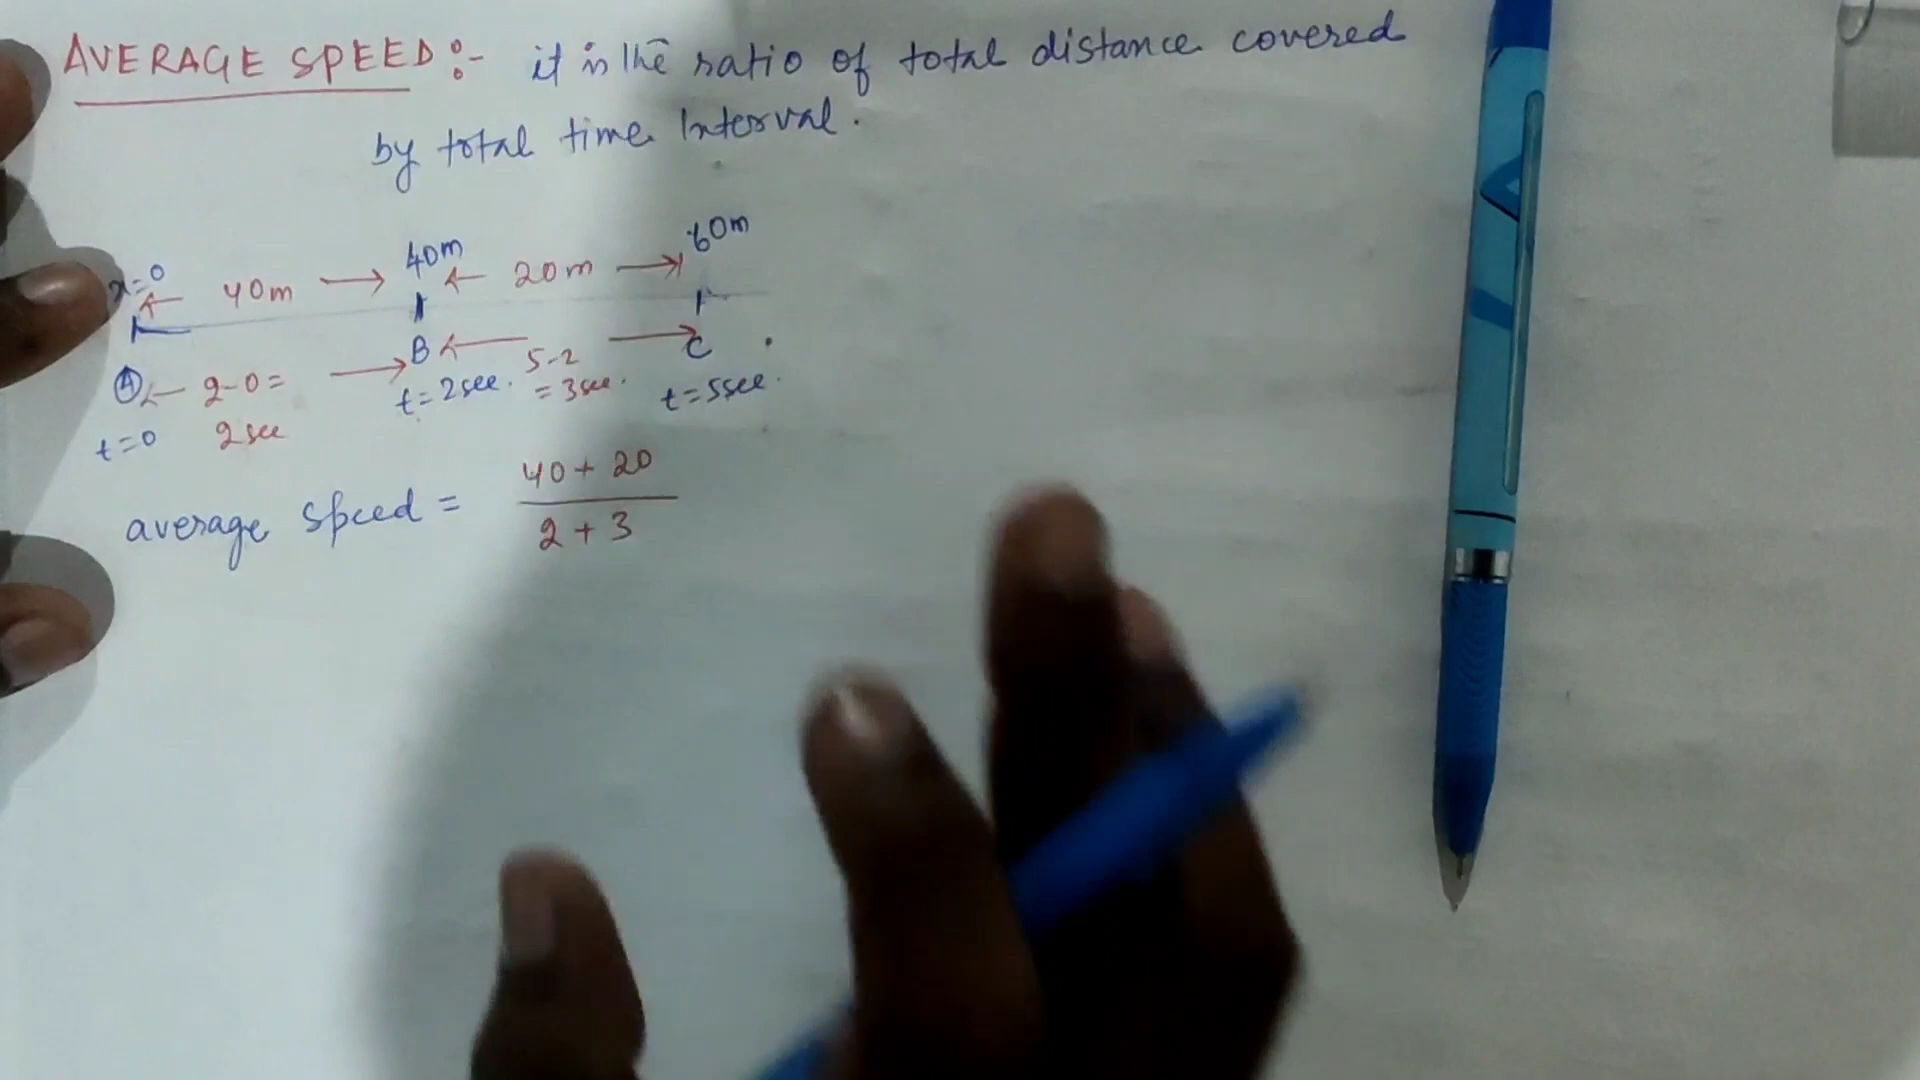 AVERAGE SPEED :- it is the ratio of total distance covered
by total time Interval.
x=0 40m 60m
← 40m → ← 20m →
A B C
← 2-0= → ← 5-2 →
t=0 2sec t=2sec. =3sec. t=5sec.
average speed = 40+20
2+3